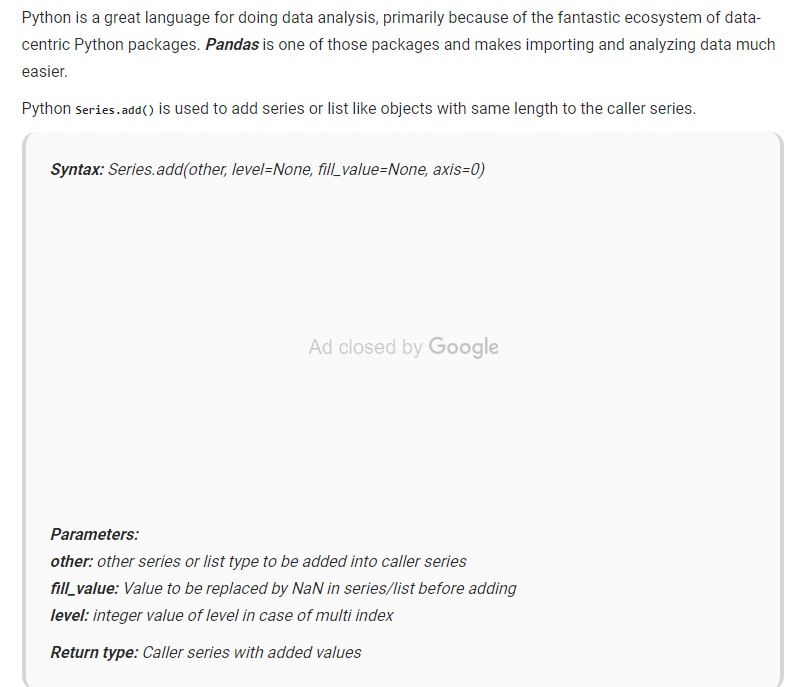 Python is a great language for doing data analysis, primarily because of the fantastic ecosystem of data-
centric Python packages. Pandas is one of those packages and makes importing and analyzing data much
easier.
Python Series.add() is used to add series or list like objects with same length to the caller series.
Syntax: Series.add(other, level=None, fill_value=None, axis=0)
Ad closed by Google
Parameters:
other: other series or list type to be added into caller series
fill_value: Value to be replaced by NaN in series/list before adding
level: integer value of level in case of multi index
Return type: Caller series with added values